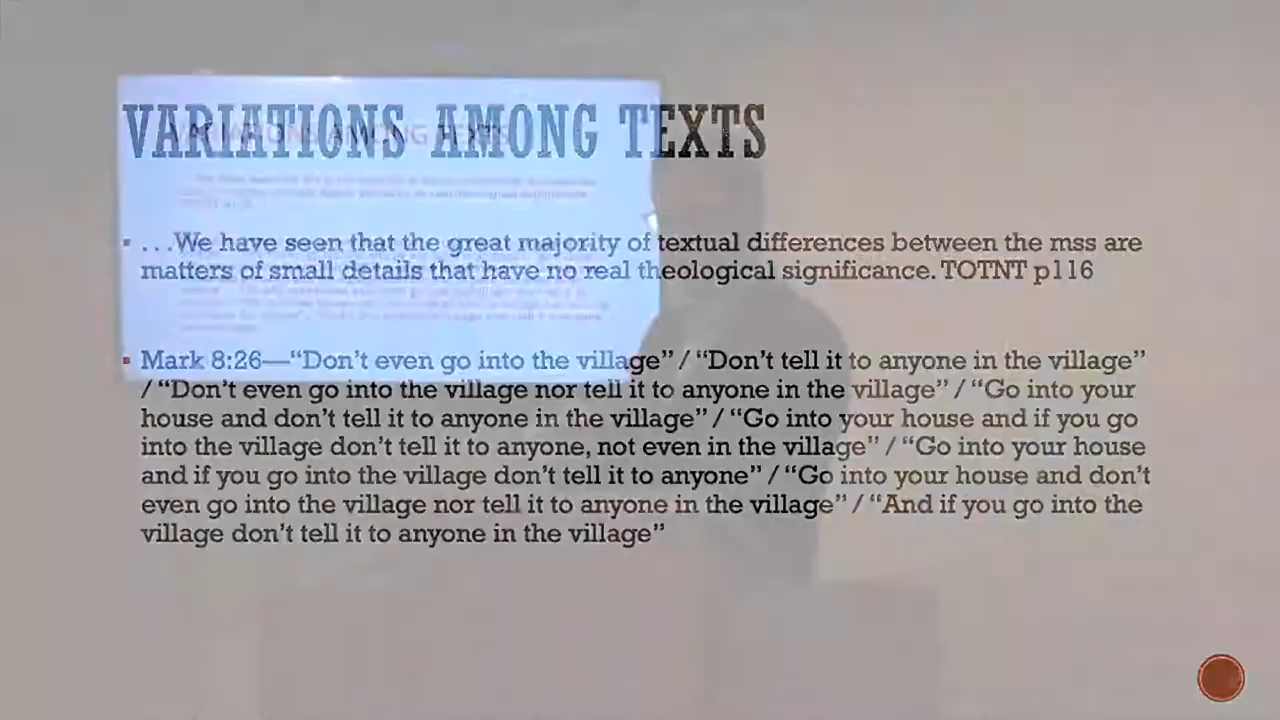 VARIATIONS AMONG TEXTS
▪ …We have seen that the great majority of textual differences between the mss are
matters of small details that have no real theological significance. TOTNT p116
▪ Mark 8:26—“Don’t even go into the village” / “Don’t tell it to anyone in the village”
/ “Don’t even go into the village nor tell it to anyone in the village” / “Go into your
house and don’t tell it to anyone in the village” / “Go into your house and if you go
into the village don’t tell it to anyone, not even in the village” / “Go into your house
and if you go into the village don’t tell it to anyone” / “Go into your house and don’t
even go into the village nor tell it to anyone in the village” / “And if you go into the
village don’t tell it to anyone in the village”